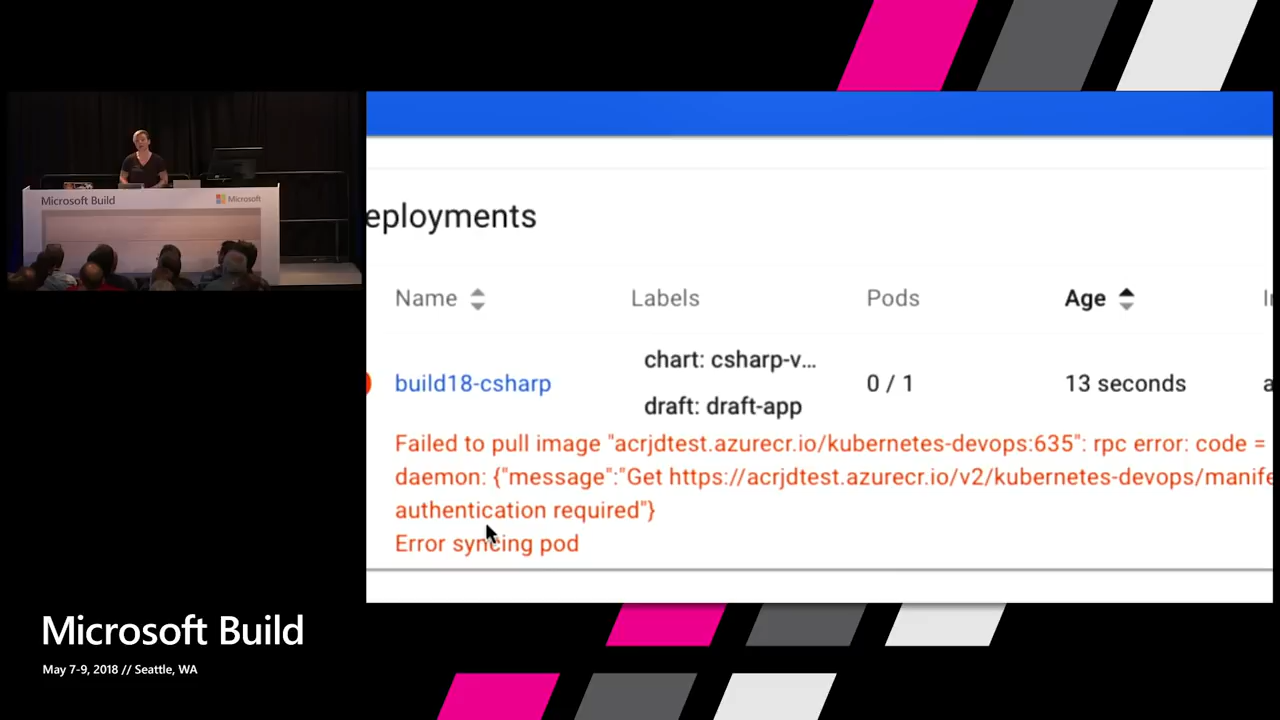 Microsoft Build
Microsoft
eployments
Name
Labels
Pods
Age
build18-csharp
chart: csharp-v...
draft: draft-app
0 / 1
13 seconds
Failed to pull image "acrjdtest.azurecr.io/kubernetes-devops:635": rpc error: code =
daemon: {"message":"Get https://acrjdtest.azurecr.io/v2/kubernetes-devops/manife
authentication required"}
Error syncing pod
Microsoft Build
May 7-9, 2018 // Seattle, WA